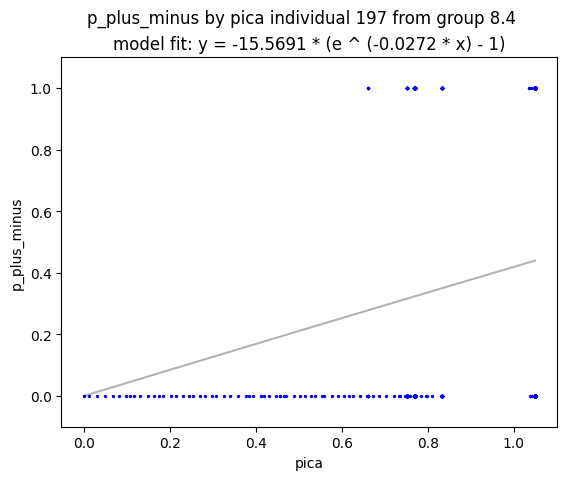 p_plus_minus by pica individual 197 from group 8.4
model fit: y = -15.5691 * (e ^ (-0.0272 * x) - 1)
1.0
0.8
0.6
0.4
0.2
0.0
p_plus_minus
0.0 0.2 0.4 0.6 0.8 1.0
pica